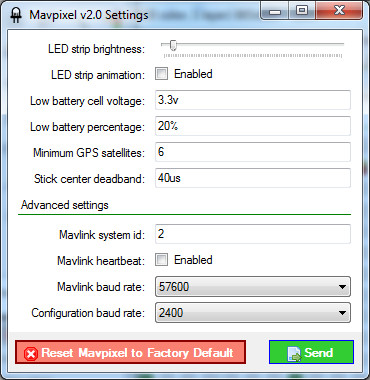 Mavpixel v2.0 Settings
LED strip brightness:
LED strip animation: Enabled
Low battery cell voltage: 3.3v
Low battery percentage: 20%
Minimum GPS satellites: 6
Stick center deadband: 40us
Advanced settings
Mavlink system id: 2
Mavlink heartbeat: Enabled
Mavlink baud rate: 57600
Configuration baud rate: 2400
Reset Mavpixel to Factory Default Send